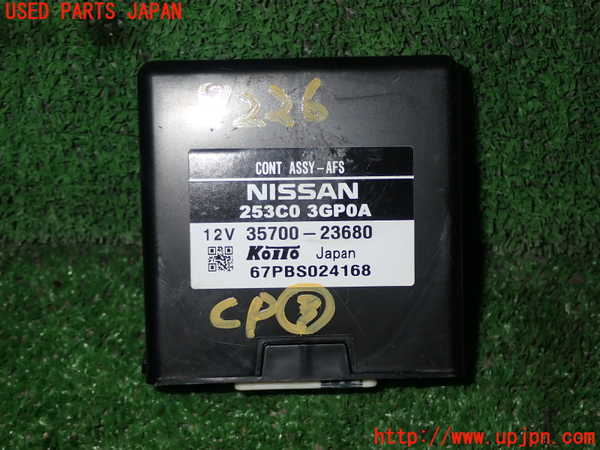 USED PARTS JAPAN
226
CONT ASSY-AFS
NISSAN
253C0 3GP0A
12V 35700-23680
KOITO Japan
67PBS024168
CP③
http://www.upjpn.com